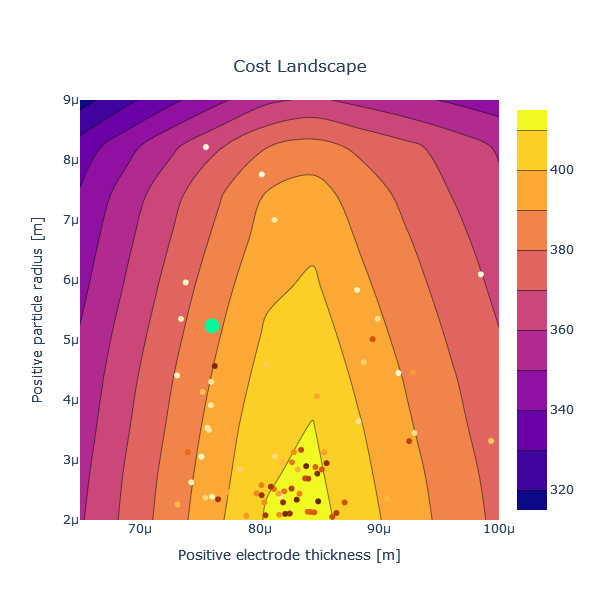 Cost Landscape
9μ
8μ
7μ
6μ
5μ
4μ
3μ
2μ
Positive particle radius [m]
70μ 80μ 90μ 100μ
Positive electrode thickness [m]
400
380
360
340
320